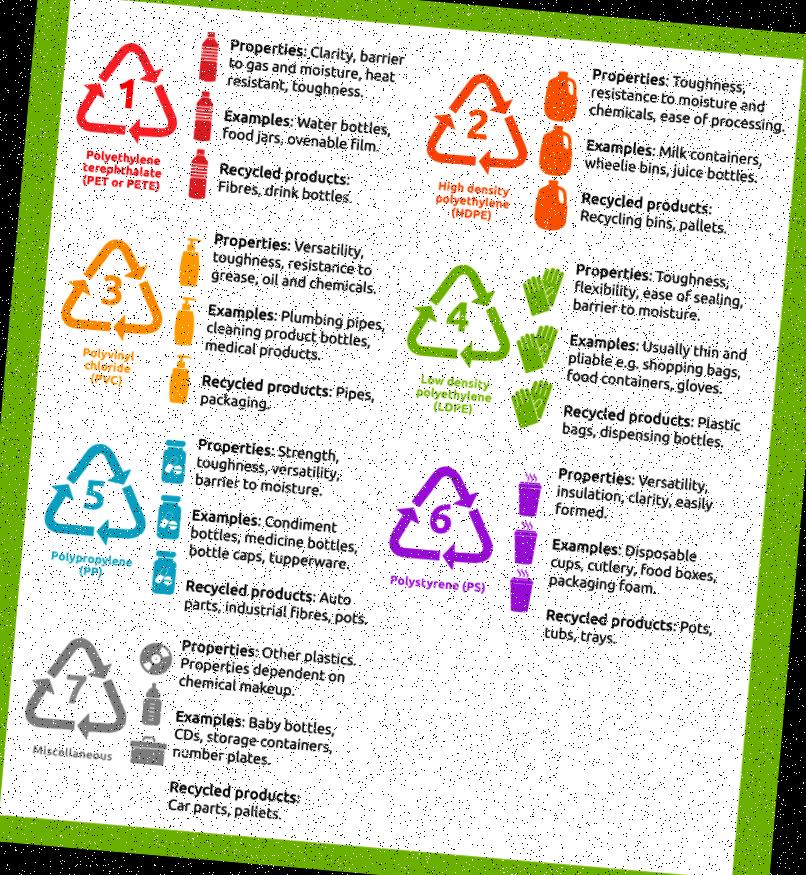 1
Polyethylene
terephthalate
(PET or PETE)
Properties: Clarity, barrier
to gas and moisture, heat
resistant, toughness.
Examples: Water bottles,
food jars, ovenable film.
Recycled products:
Fibres, drink bottles.
2
High density
polyethylene
(HDPE)
Properties: Toughness,
resistance to moisture and
chemicals, ease of processing.
Examples: Milk containers,
wheelie bins, juice bottles.
Recycled products:
Recycling bins, pallets.
3
Polyvinyl
chloride
(PVC)
Properties: Versatility,
toughness, resistance to
grease, oil and chemicals.
Examples: Plumbing pipes,
cleaning product bottles,
medical products.
Recycled products: Pipes,
packaging.
4
Low density
polyethylene
(LDPE)
Properties: Toughness,
flexibility, ease of sealing,
barrier to moisture.
Examples: Usually thin and
pliable e.g. shopping bags,
food containers, gloves.
Recycled products: Plastic
bags, dispensing bottles.
5
Polypropylene
(PP)
Properties: Strength,
toughness, versatility,
barrier to moisture.
Examples: Condiment
bottles, medicine bottles,
bottle caps, tupperware.
Recycled products: Auto
parts, industrial fibres, pots.
6
Polystyrene (PS)
Properties: Versatility,
insulation, clarity, easily
formed.
Examples: Disposable
cups, cutlery, food boxes,
packaging foam.
Recycled products: Pots,
tubs, trays.
7
Miscellaneous
Properties: Other plastics.
Properties dependent on
chemical makeup.
Examples: Baby bottles,
CDs, storage containers,
number plates.
Recycled products:
Car parts, pallets.